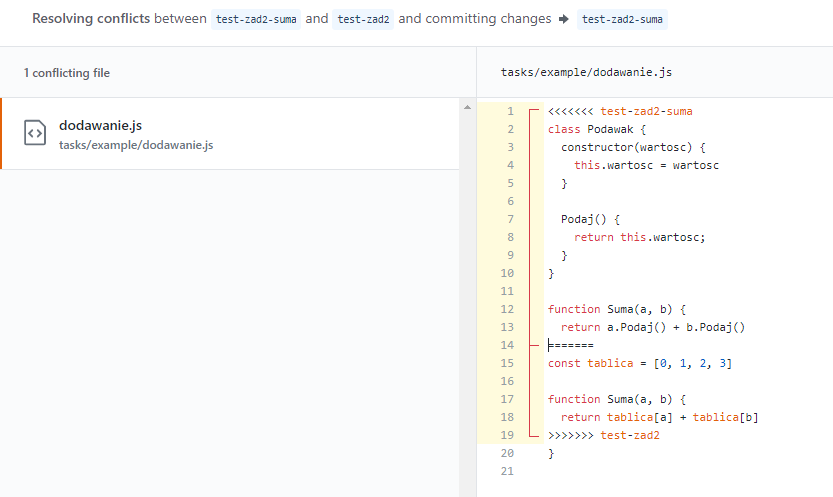 Resolving conflicts between test-zad2-suma and test-zad2 and committing changes → test-zad2-suma
1 conflicting file
dodawanie.js
tasks/example/dodawanie.js
tasks/example/dodawanie.js
1 <<<<<<< test-zad2-suma
2 class Podawak {
3   constructor(wartosc) {
4     this.wartosc = wartosc
5   }
6
7   Podaj() {
8     return this.wartosc;
9   }
10 }
11
12 function Suma(a, b) {
13   return a.Podaj() + b.Podaj()
14 =======
15 const tablica = [0, 1, 2, 3]
16
17 function Suma(a, b) {
18   return tablica[a] + tablica[b]
19 >>>>>>> test-zad2
20 }
21